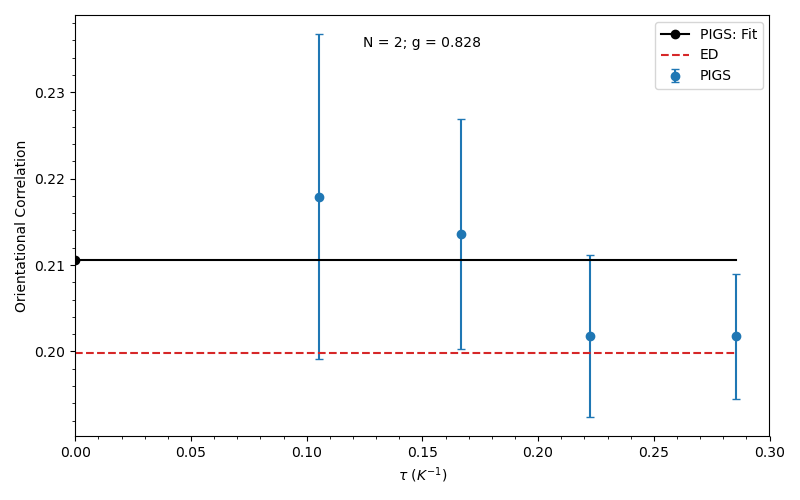 N = 2; g = 0.828
PIGS: Fit
ED
PIGS
Orientational Correlation
0.23
0.22
0.21
0.20
0.00 0.05 0.10 0.15 0.20 0.25 0.30
τ (K⁻¹)